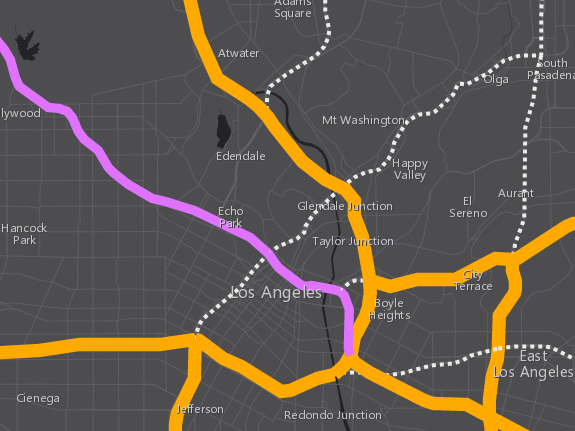 Adams
Square
Atwater
South
Pasadena
Olga
lywood
Mt Washington
Edendale
Happy
Valley
Aurant
El
Sereno
Glendale Junction
Echo
Park
Hancock
Park
Taylor Junction
City
Terrace
Los Angeles
Boyle
Heights
East
Los Angeles
Cienega
Jefferson
Redondo Junction